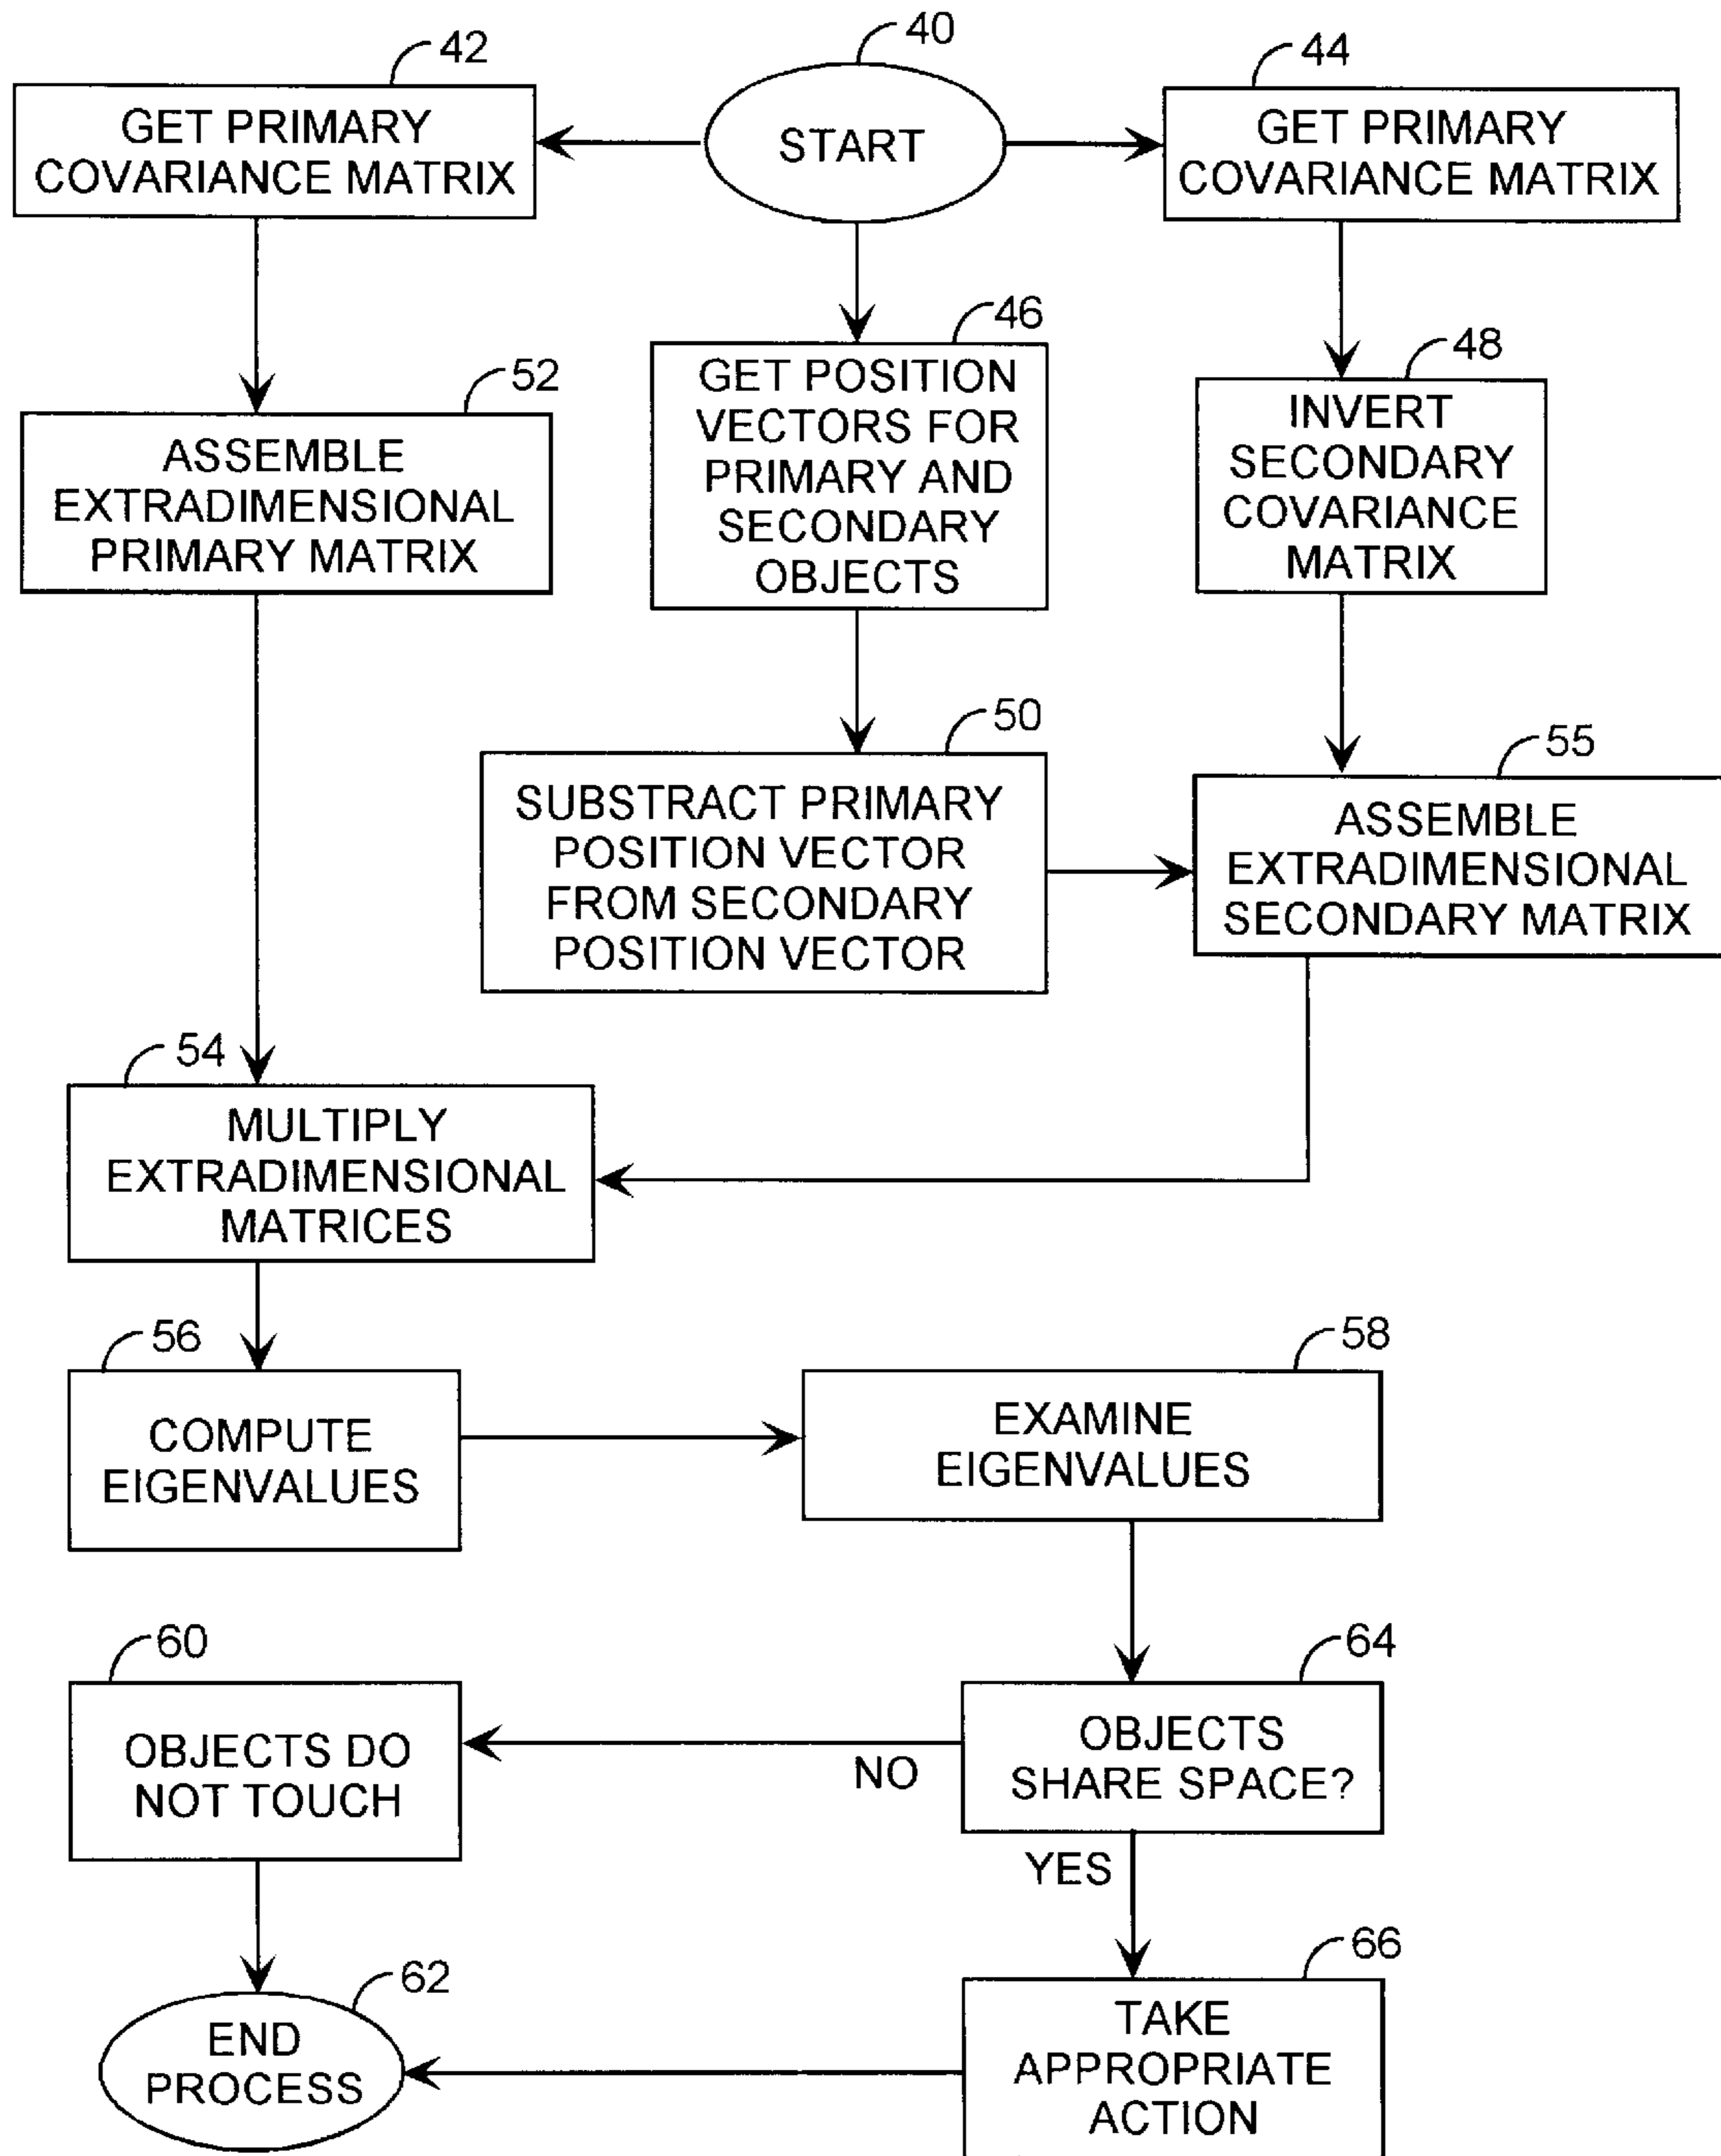 40
START
42
GET PRIMARY
COVARIANCE MATRIX
44
GET PRIMARY
COVARIANCE MATRIX
52
ASSEMBLE
EXTRADIMENSIONAL
PRIMARY MATRIX
46
GET POSITION
VECTORS FOR
PRIMARY AND
SECONDARY
OBJECTS
48
INVERT
SECONDARY
COVARIANCE
MATRIX
50
SUBSTRACT PRIMARY
POSITION VECTOR
FROM SECONDARY
POSITION VECTOR
55
ASSEMBLE
EXTRADIMENSIONAL
SECONDARY MATRIX
54
MULTIPLY
EXTRADIMENSIONAL
MATRICES
56
COMPUTE
EIGENVALUES
58
EXAMINE
EIGENVALUES
64
OBJECTS
SHARE SPACE?
NO
60
OBJECTS DO
NOT TOUCH
YES
66
TAKE
APPROPRIATE
ACTION
62
END
PROCESS